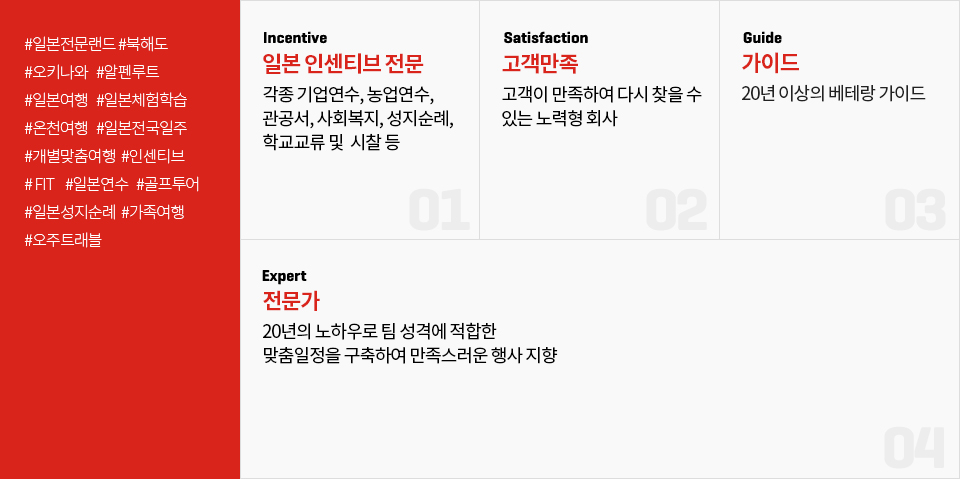 #일본전문랜드 #북해도
#오키나와 #알펜루트
#일본여행 #일본체험학습
#온천여행 #일본전국일주
#개별맞춤여행 #인센티브
# FIT #일본연수 #골프투어
#일본성지순례 #가족여행
#오주트래블
Incentive
일본 인센티브 전문
각종 기업연수, 농업연수,
관공서, 사회복지, 성지순례,
학교교류 및 시찰 등
01
Satisfaction
고객만족
고객이 만족하여 다시 찾을 수
있는 노력형 회사
02
Guide
가이드
20년 이상의 베테랑 가이드
03
Expert
전문가
20년의 노하우로 팀 성격에 적합한
맞춤일정을 구축하여 만족스러운 행사 지향
04